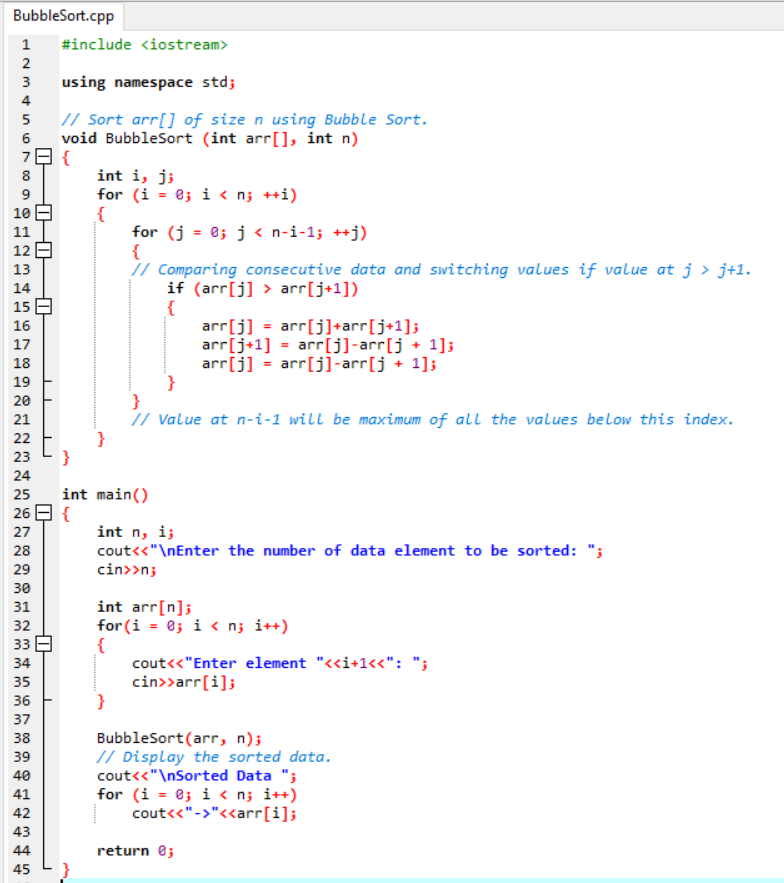 BubbleSort.cpp
1 #include <iostream>
2
3 using namespace std;
4
5 // Sort arr[] of size n using Bubble Sort.
6 void BubbleSort (int arr[], int n)
7 {
8 int i, j;
9 for (i = 0; i < n; ++i)
10 {
11 for (j = 0; j < n-i-1; ++j)
12 {
13 // Comparing consecutive data and switching values if value at j > j+1.
14 if (arr[j] > arr[j+1])
15 {
16 arr[j] = arr[j]+arr[j+1];
17 arr[j+1] = arr[j]-arr[j + 1];
18 arr[j] = arr[j]-arr[j + 1];
19 }
20 }
21 // Value at n-i-1 will be maximum of all the values below this index.
22 }
23 }
24
25 int main()
26 {
27 int n, i;
28 cout<<"\nEnter the number of data element to be sorted: ";
29 cin>>n;
30
31 int arr[n];
32 for(i = 0; i < n; i++)
33 {
34 cout<<"Enter element "<<i+1<<": ";
35 cin>>arr[i];
36 }
37
38 BubbleSort(arr, n);
39 // Display the sorted data.
40 cout<<"\nSorted Data ";
41 for (i = 0; i < n; i++)
42 cout<<"->"<<arr[i];
43
44 return 0;
45 }